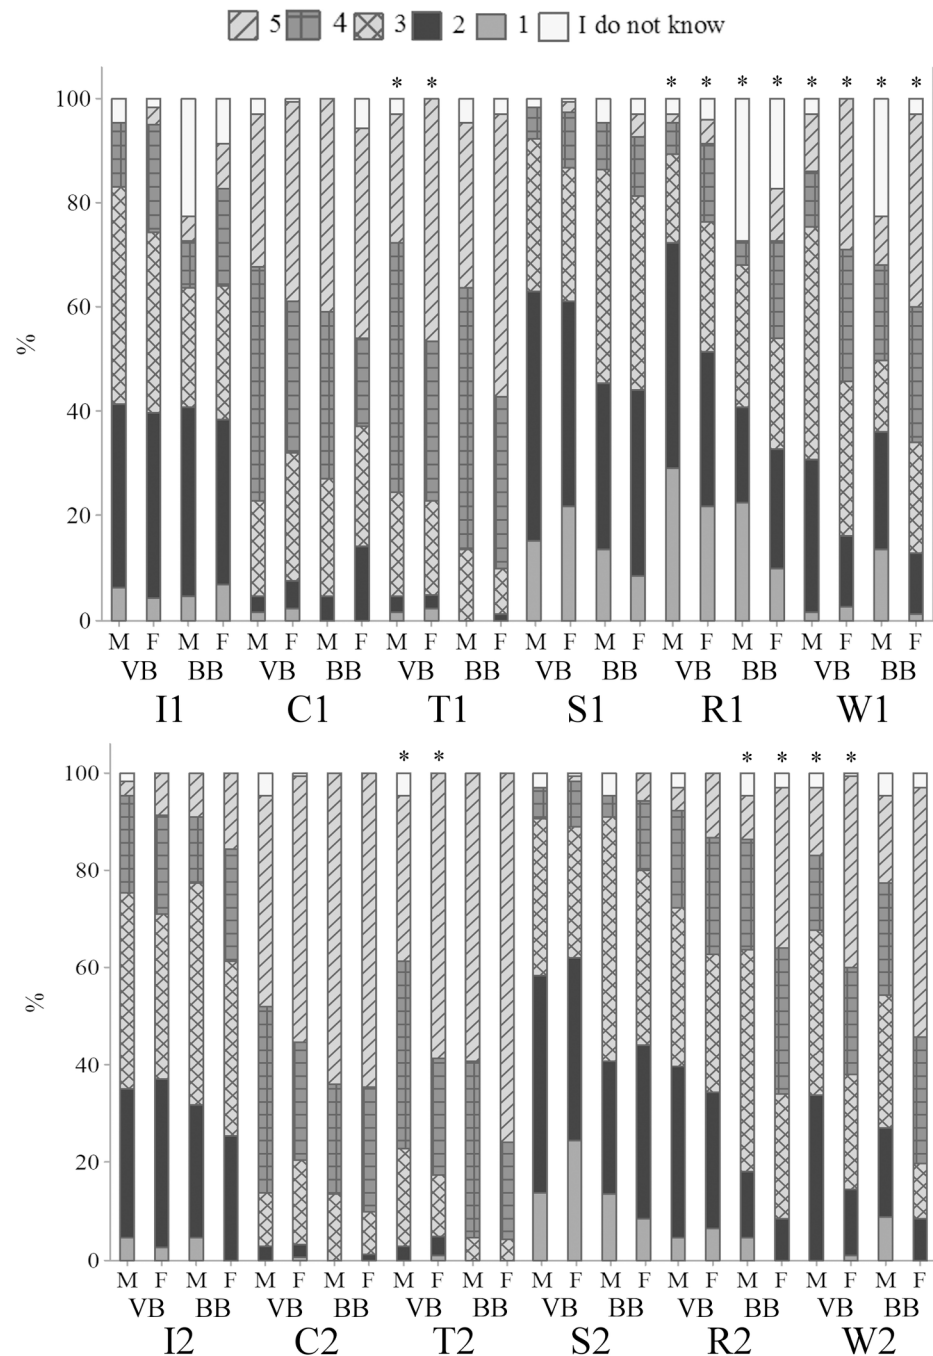 5 4 3 2 1 I do not know
* * * * * * * * * *
100
80
60
40
20
0
%
M F M F M F M F M F M F M F M F M F M F M F M F
VB BB VB BB VB BB VB BB VB BB VB BB
I1 C1 T1 S1 R1 W1
* * * * * *
100
80
60
40
20
0
%
M F M F M F M F M F M F M F M F M F M F M F M F
VB BB VB BB VB BB VB BB VB BB VB BB
I2 C2 T2 S2 R2 W2